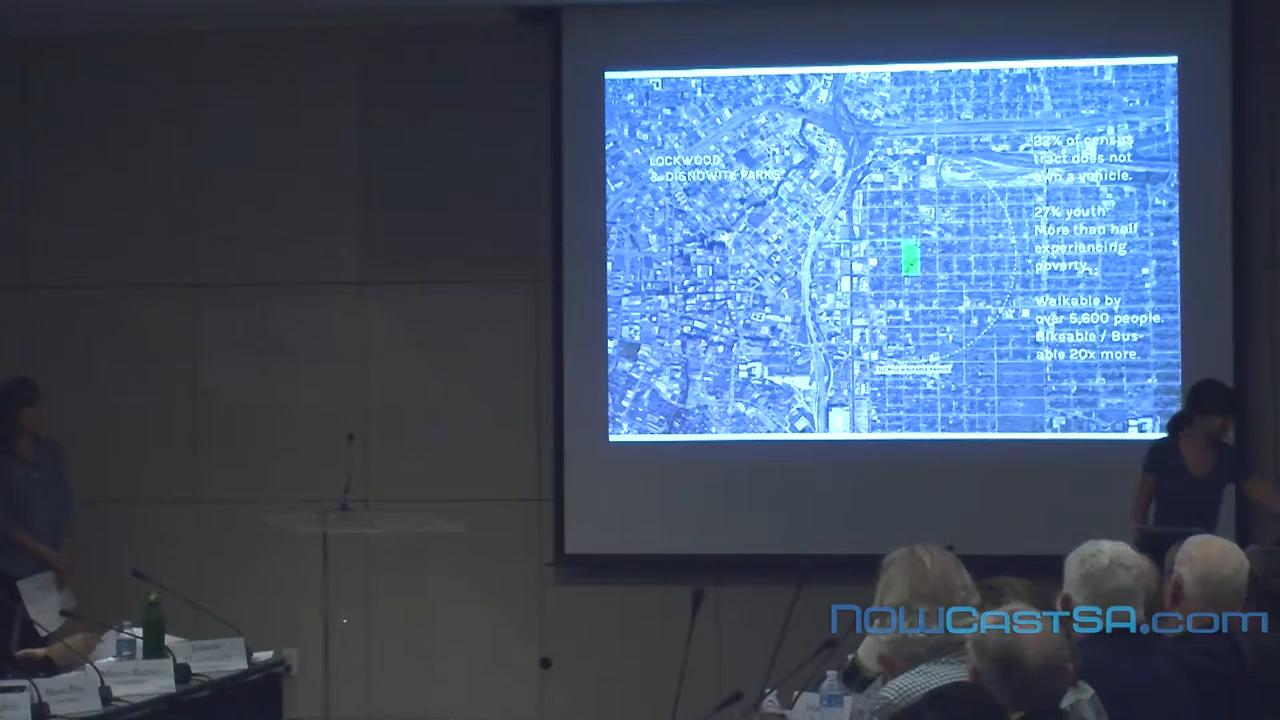 LOCKWOOD
& DIGNOWITY PARKS
22% of census
tract does not
own a vehicle.
27% youth.
More than half
experiencing
poverty.
Walkable by
over 5,600 people.
Bikeable / Bus-
able 20x more.
NOWCASTSA.com